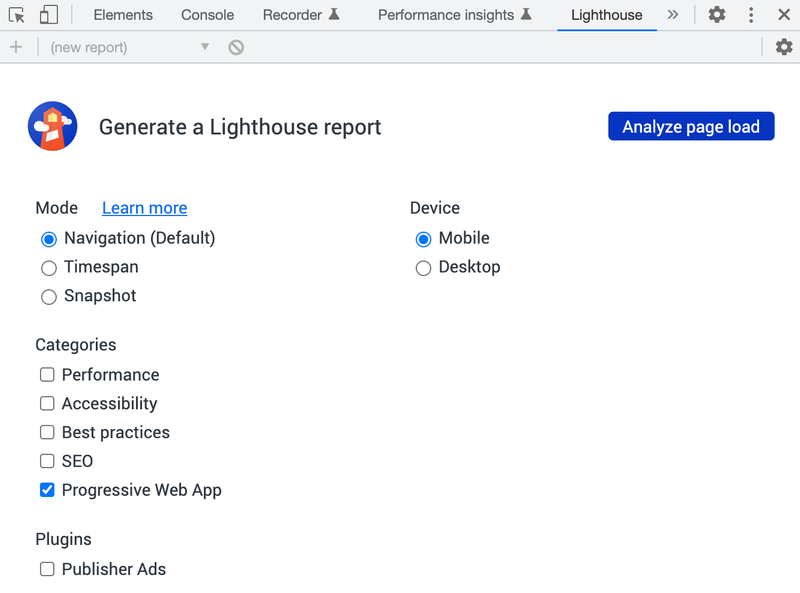 Elements Console Recorder Performance insights Lighthouse »
+ (new report) ▼
Generate a Lighthouse report Analyze page load
Mode Learn more Device
Navigation (Default) Mobile
Timespan Desktop
Snapshot
Categories
Performance
Accessibility
Best practices
SEO
Progressive Web App
Plugins
Publisher Ads